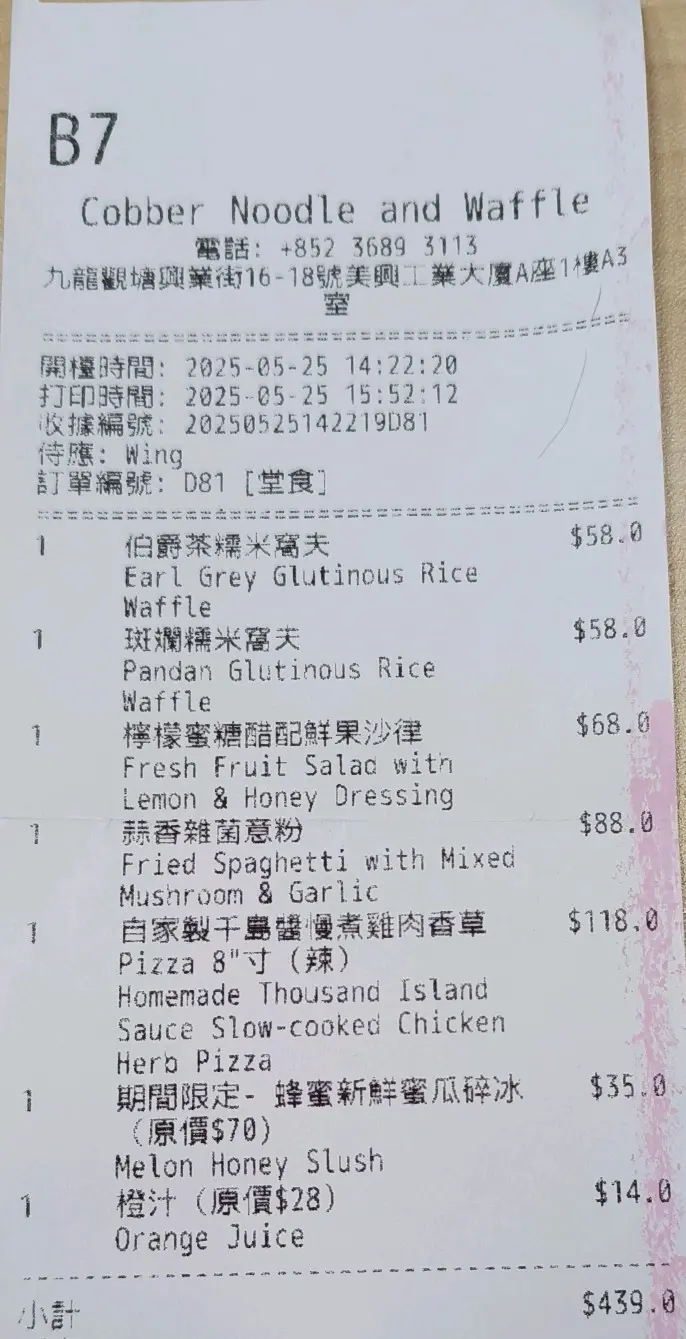 B7
Cobber Noodle and Waffle
電話: +852 3689 3113
九龍觀塘興業街16-18號美興工業大廈A座1樓A3
室
開檯時間: 2025-05-25 14:22:20
打印時間: 2025-05-25 15:52:12
收據編號: 20250525142219D81
侍應: Wing
訂單編號: D81 [堂食]
1 伯爵茶糯米窩夫 $58.0
Earl Grey Glutinous Rice
Waffle
1 斑斕糯米窩夫 $58.0
Pandan Glutinous Rice
Waffle
1 檸檬蜜糖醋配鮮果沙律 $68.0
Fresh Fruit Salad with
Lemon & Honey Dressing
1 蒜香雜菌意粉 $88.0
Fried Spaghetti with Mixed
Mushroom & Garlic
1 自家製千島醬慢煮雞肉香草 $118.0
Pizza 8"寸 (辣)
Homemade Thousand Island
Sauce Slow-cooked Chicken
Herb Pizza
1 期間限定- 蜂蜜新鮮蜜瓜碎冰 $35.0
(原價$70)
Melon Honey Slush
1 橙汁 (原價$28) $14.0
Orange Juice
小計 $439.0